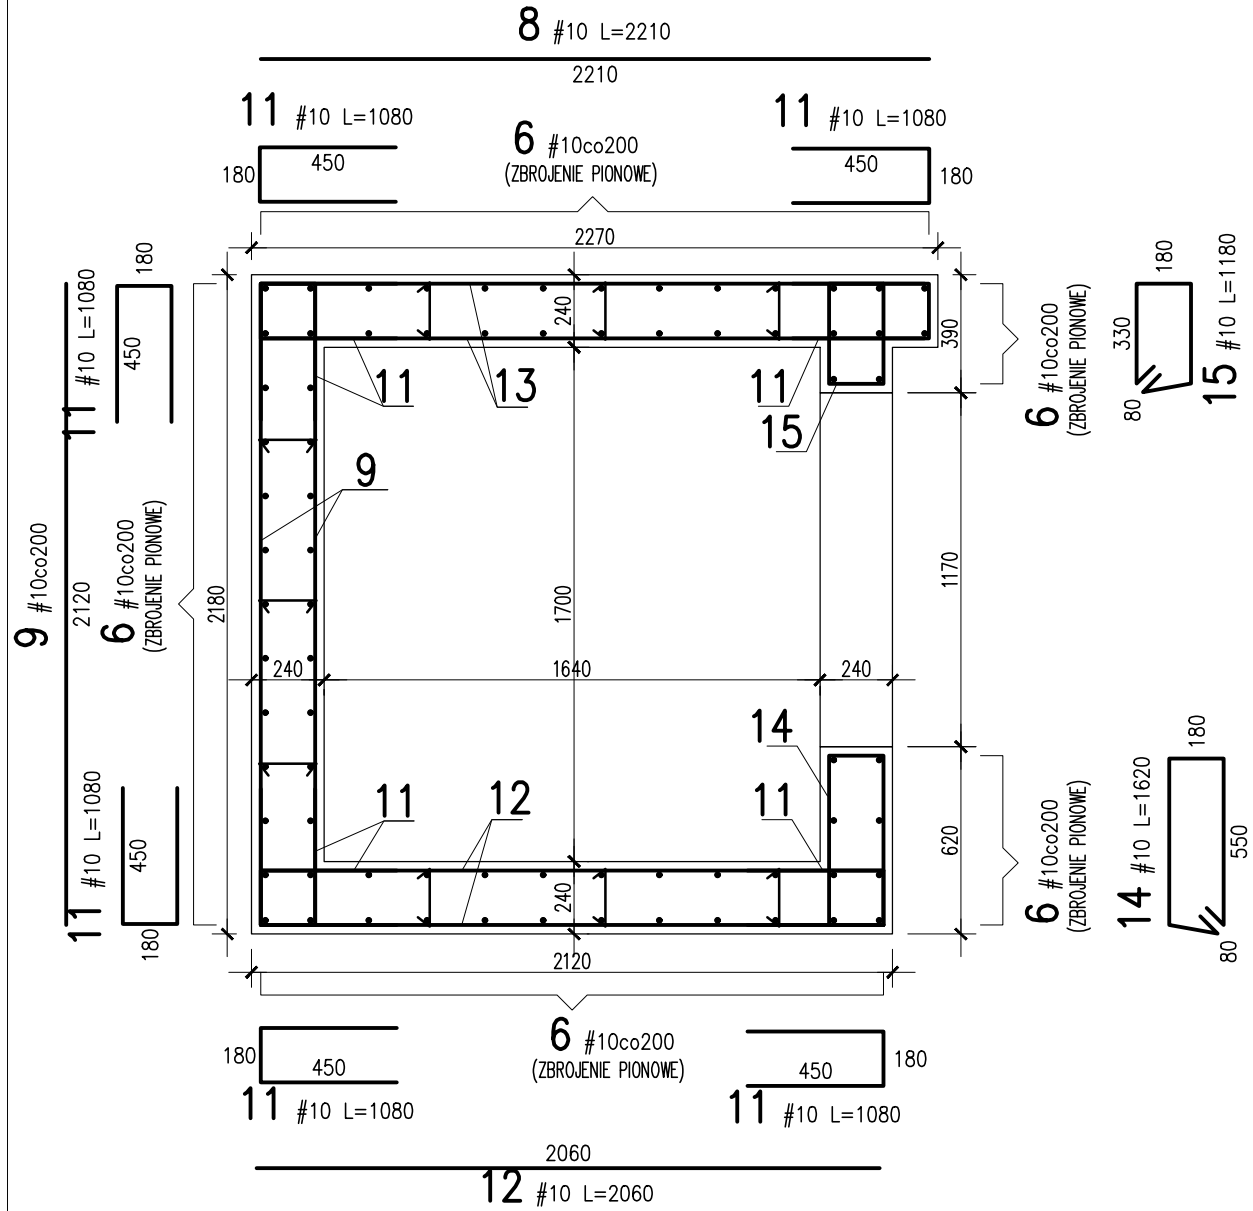 8 #10 L=2210
2210
11 #10 L=1080
11 #10 L=1080
6 #10co200
(ZBROJENIE PIONOWE)
180
450
450
180
2270
180
450
11 #10 L=1080
240
390
6 #10co200
(ZBROJENIE PIONOWE)
180
330
80
15 #10 L=1180
11
13
11
15
9
9 #10co200
2120
6 #10co200
(ZBROJENIE PIONOWE)
2180
1700
1170
240
1640
240
14
11
12
11
11 #10 L=1080
450
180
240
620
6 #10co200
(ZBROJENIE PIONOWE)
14 #10 L=1620
180
550
80
2120
6 #10co200
(ZBROJENIE PIONOWE)
180
450
11 #10 L=1080
450
180
11 #10 L=1080
2060
12 #10 L=2060